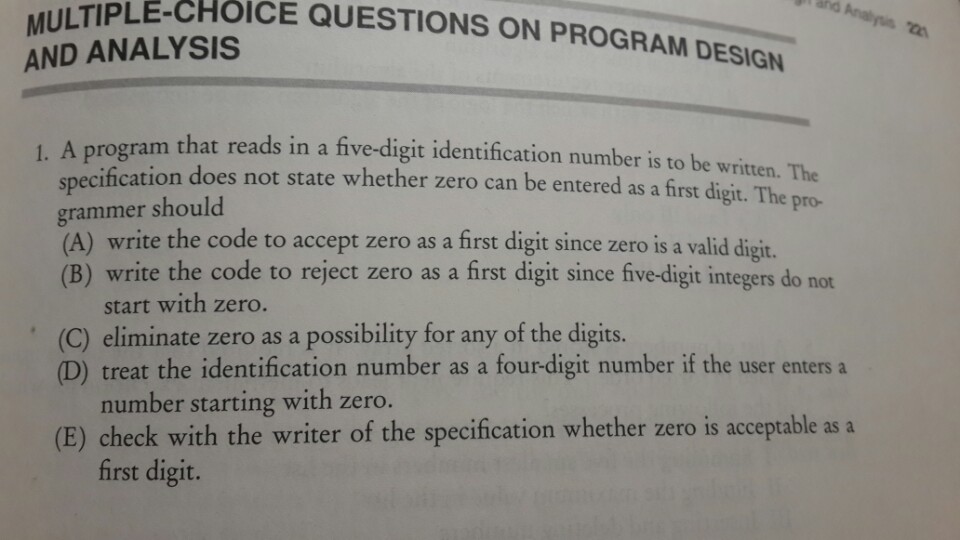 and Analysis 221
MULTIPLE-CHOICE QUESTIONS ON PROGRAM DESIGN
AND ANALYSIS
1. A program that reads in a five-digit identification number is to be written. The
specification does not state whether zero can be entered as a first digit. The pro-
grammer should
(A) write the code to accept zero as a first digit since zero is a valid digit.
(B) write the code to reject zero as a first digit since five-digit integers do not
start with zero.
(C) eliminate zero as a possibility for any of the digits.
(D) treat the identification number as a four-digit number if the user enters a
number starting with zero.
(E) check with the writer of the specification whether zero is acceptable as a
first digit.